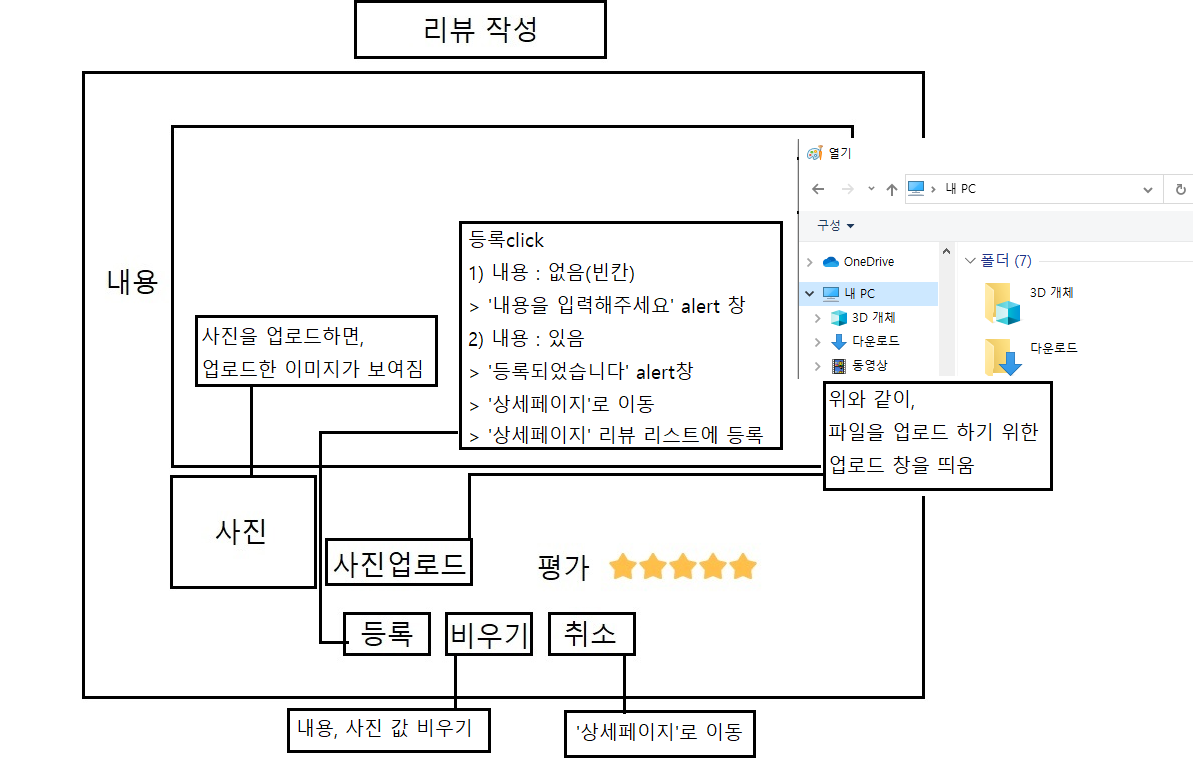 리뷰 작성
내용
열기
내 PC
구성
OneDrive
내 PC
3D 개체
다운로드
동영상
폴더 (7)
3D 개체
다운로드
등록click
1) 내용 : 없음(빈칸)
> '내용을 입력해주세요' alert 창
2) 내용 : 있음
> '등록되었습니다' alert창
> '상세페이지'로 이동
> '상세페이지' 리뷰 리스트에 등록
사진을 업로드하면,
업로드한 이미지가 보여짐
위와 같이,
파일을 업로드 하기 위한
업로드 창을 띄움
사진
사진업로드
평가
등록
비우기
취소
내용, 사진 값 비우기
'상세페이지'로 이동